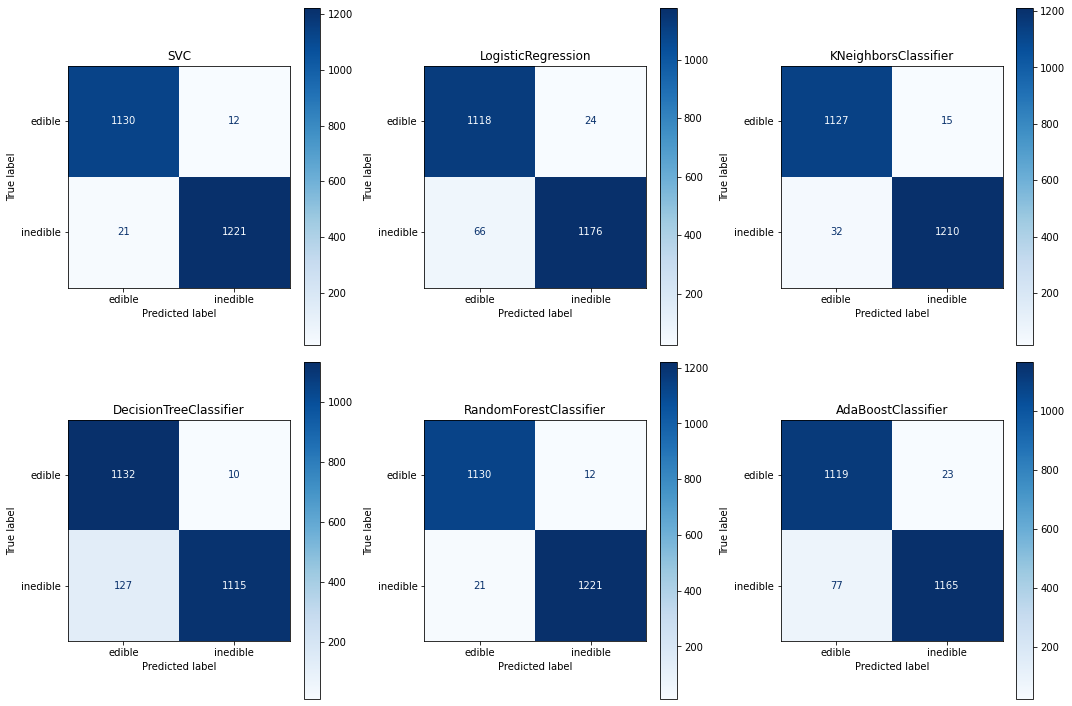 SVC
1200
1000
800
600
400
200
edible
inedible
True label
1130
12
21
1221
edible
inedible
Predicted label
LogisticRegression
1000
800
600
400
200
edible
inedible
True label
1118
24
66
1176
edible
inedible
Predicted label
KNeighborsClassifier
1200
1000
800
600
400
200
edible
inedible
True label
1127
15
32
1210
edible
inedible
Predicted label
DecisionTreeClassifier
1000
800
600
400
200
edible
inedible
True label
1132
10
127
1115
edible
inedible
Predicted label
RandomForestClassifier
1200
1000
800
600
400
200
edible
inedible
True label
1130
12
21
1221
edible
inedible
Predicted label
AdaBoostClassifier
1000
800
600
400
200
edible
inedible
True label
1119
23
77
1165
edible
inedible
Predicted label